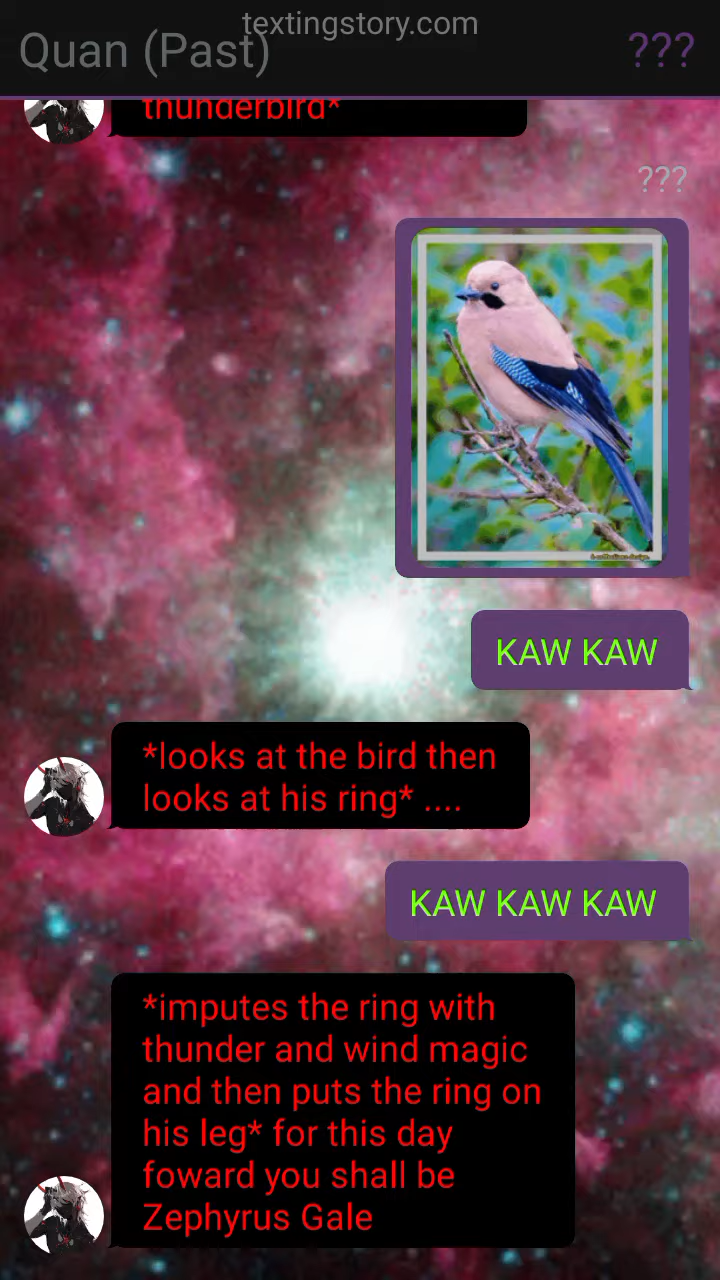 textingstory.com
Quan (Past)
???
thunderbird*
???
KAW KAW
*looks at the bird then
looks at his ring* ....
KAW KAW KAW
*imputes the ring with
thunder and wind magic
and then puts the ring on
his leg* for this day
foward you shall be
Zephyrus Gale